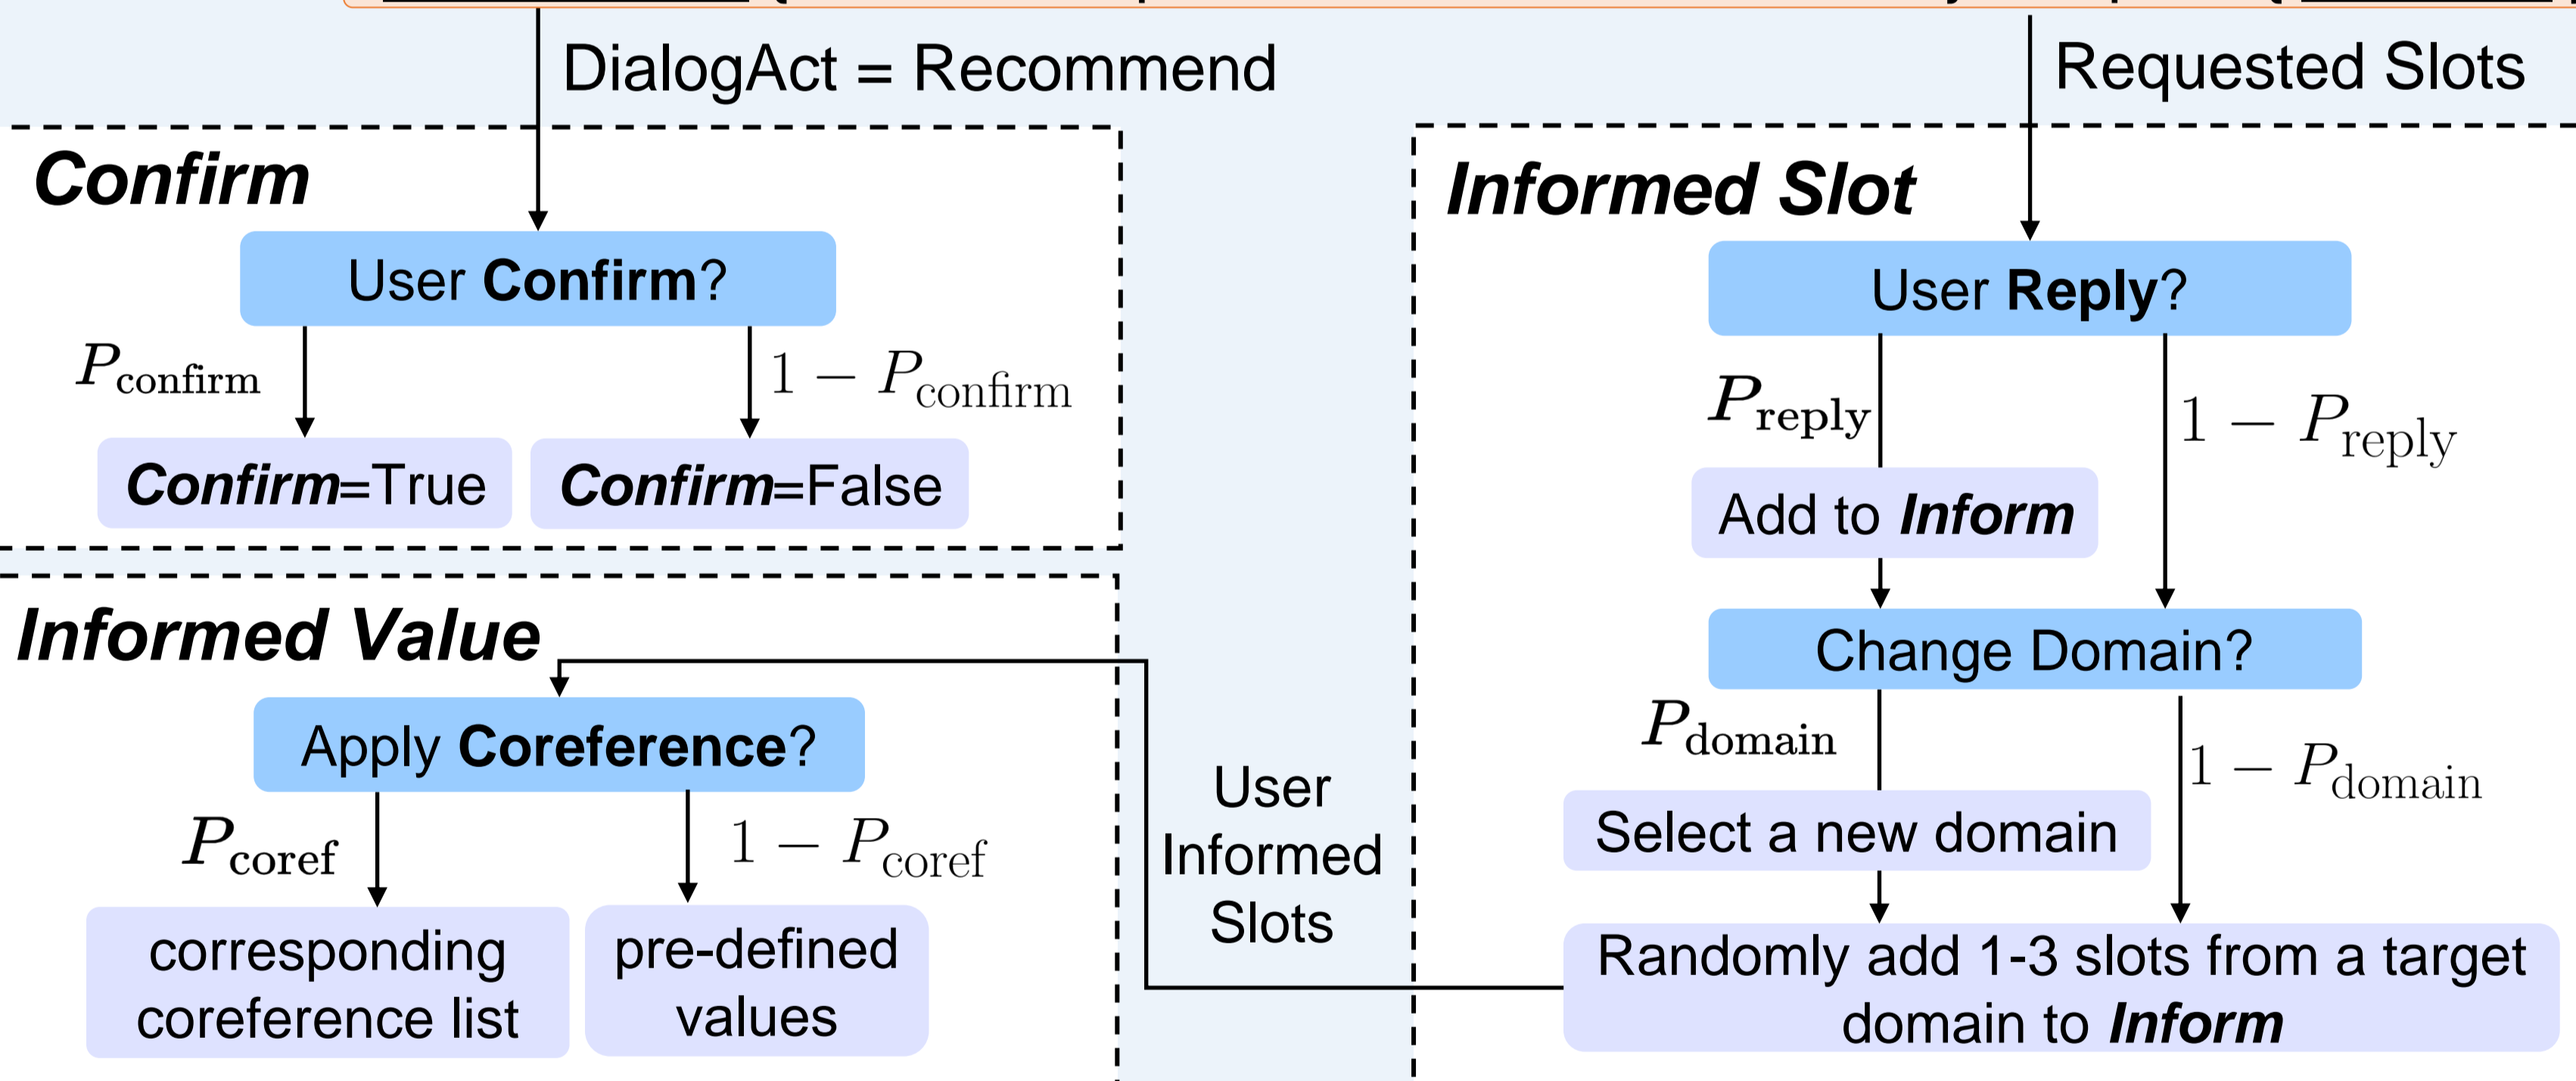 DialogAct = Recommend
Requested Slots
Confirm
User Confirm?
P_confirm
1 − P_confirm
Confirm=True
Confirm=False
Informed Slot
User Reply?
P_reply
1 − P_reply
Add to Inform
Change Domain?
P_domain
1 − P_domain
Select a new domain
Randomly add 1-3 slots from a target
domain to Inform
User
Informed
Slots
Informed Value
Apply Coreference?
P_coref
1 − P_coref
corresponding
coreference list
pre-defined
values